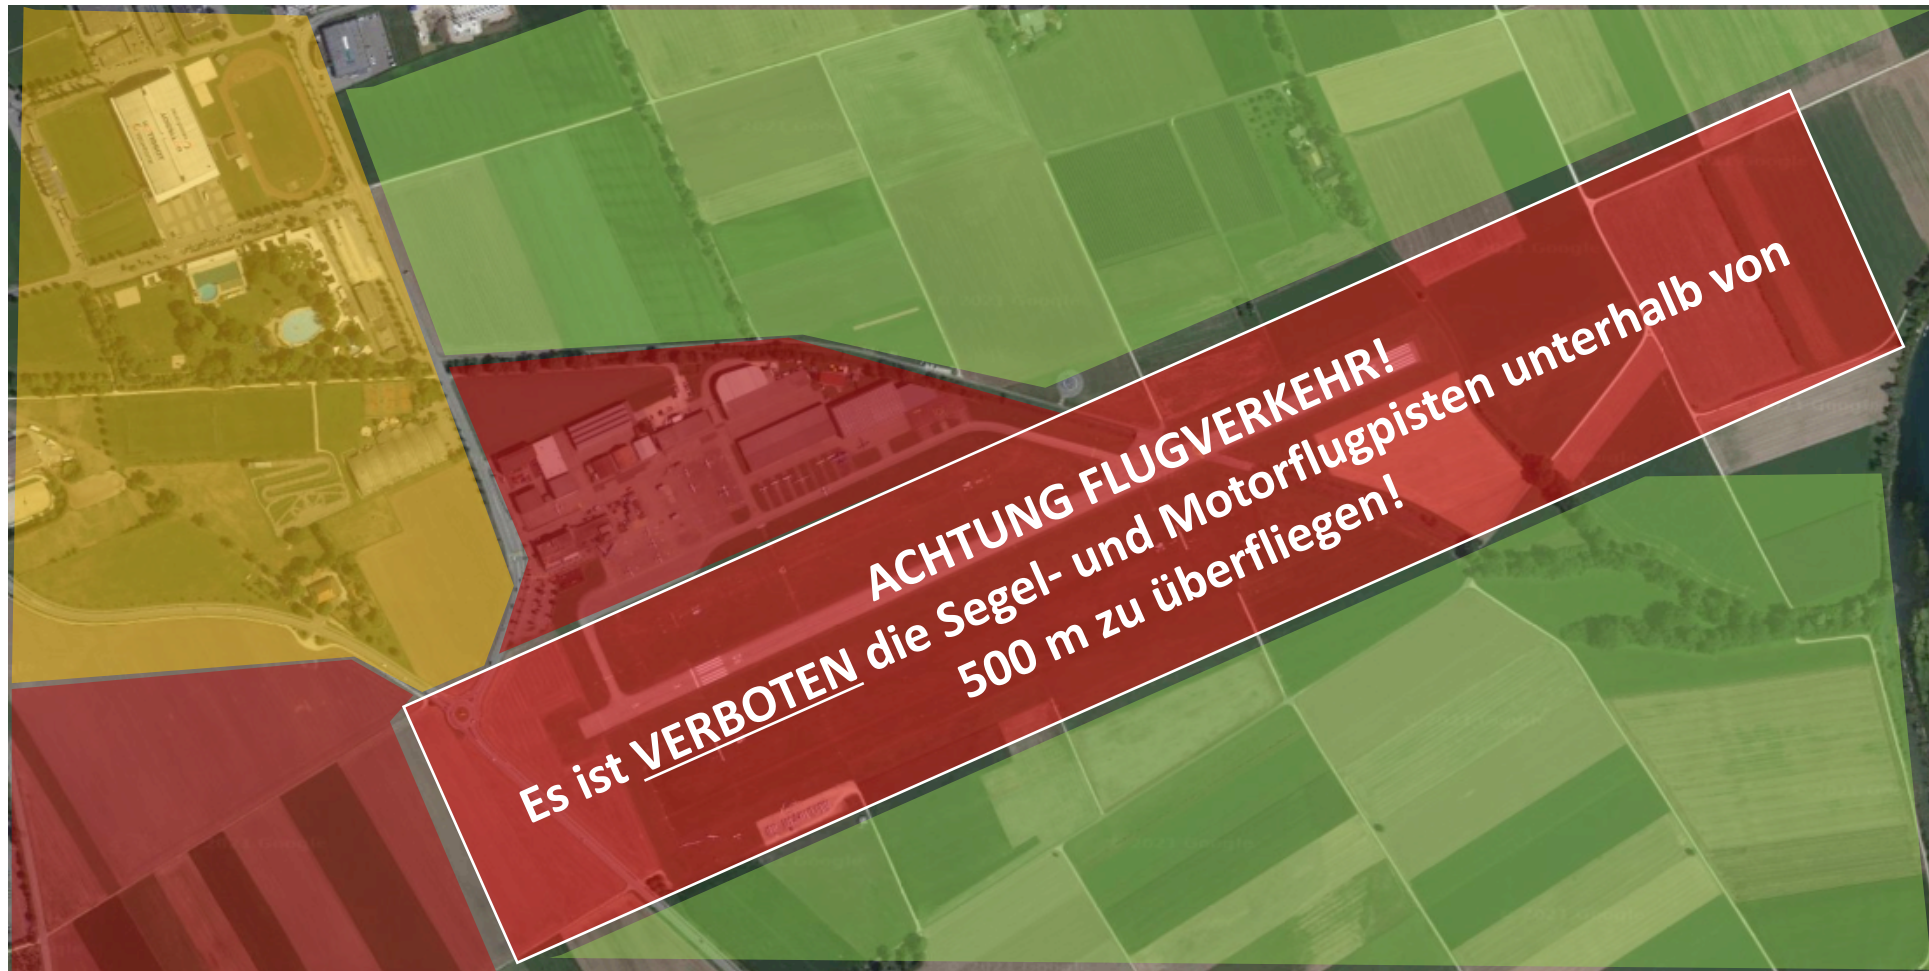 ACHTUNG FLUGVERKEHR!
Es ist VERBOTEN die Segel- und Motorflugpisten unterhalb von
500 m zu überfliegen!